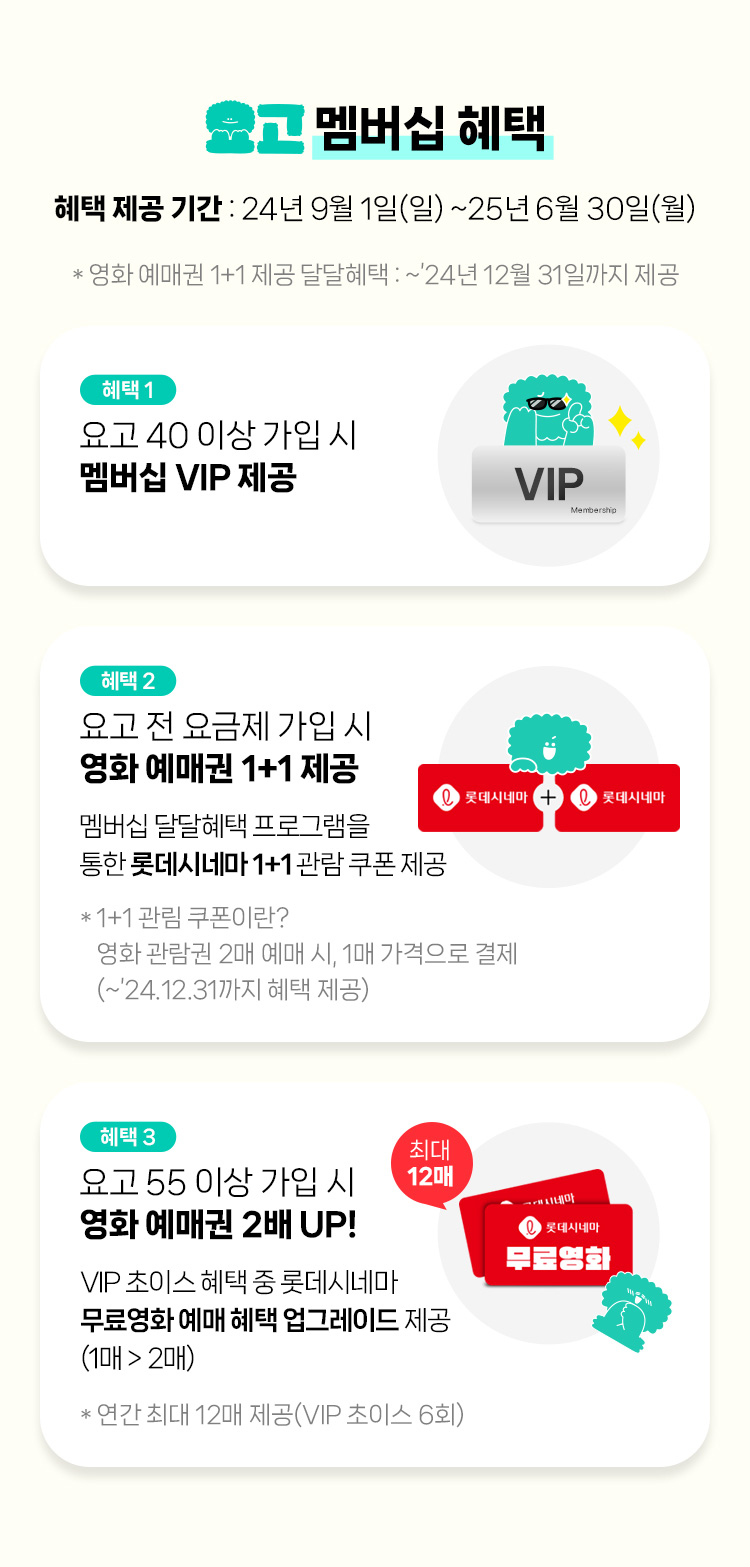 요고 멤버십 혜택
혜택 제공 기간 : 24년 9월 1일(일) ~25년 6월 30일(월)
* 영화 예매권 1+1 제공 달달혜택 : ~'24년 12월 31일까지 제공
혜택 1
요고 40 이상 가입 시
멤버십 VIP 제공
VIP
Membership
혜택 2
요고 전 요금제 가입 시
영화 예매권 1+1 제공
롯데시네마 + 롯데시네마
멤버십 달달혜택 프로그램을
통한 롯데시네마 1+1 관람 쿠폰 제공
* 1+1 관림 쿠폰이란?
영화 관람권 2매 예매 시, 1매 가격으로 결제
(~'24.12.31까지 혜택 제공)
혜택 3
요고 55 이상 가입 시
영화 예매권 2배 UP!
최대
12매
롯데시네마
롯데시네마
무료영화
VIP 초이스 혜택 중 롯데시네마
무료영화 예매 혜택 업그레이드 제공
(1매 > 2매)
* 연간 최대 12매 제공(VIP 초이스 6회)